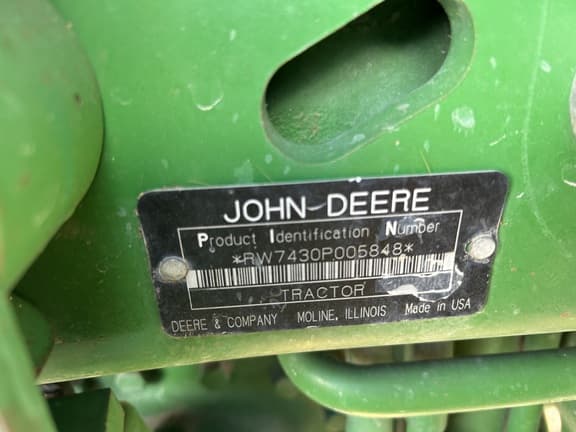 JOHN DEERE
Product Identification Number
*RW7430P005848*
TRACTOR
DEERE & COMPANY MOLINE, ILLINOIS Made in USA